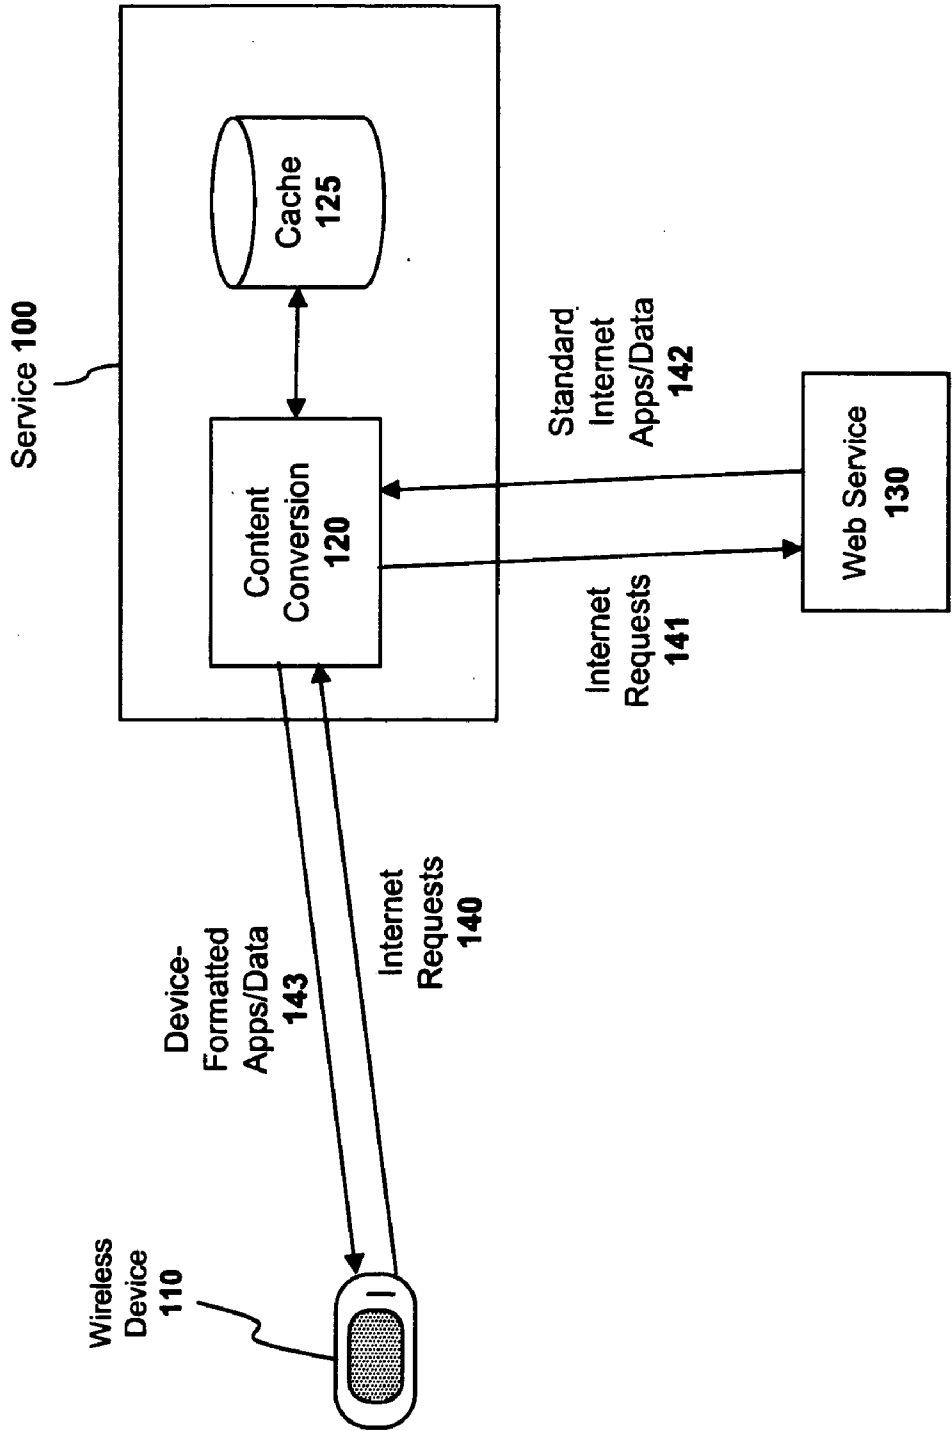 Service 100
Cache
125
Content
Conversion
120
Standard
Internet
Apps/Data
142
Internet
Requests
141
Web Service
130
Device-
Formatted
Apps/Data
143
Internet
Requests
140
Wireless
Device
110